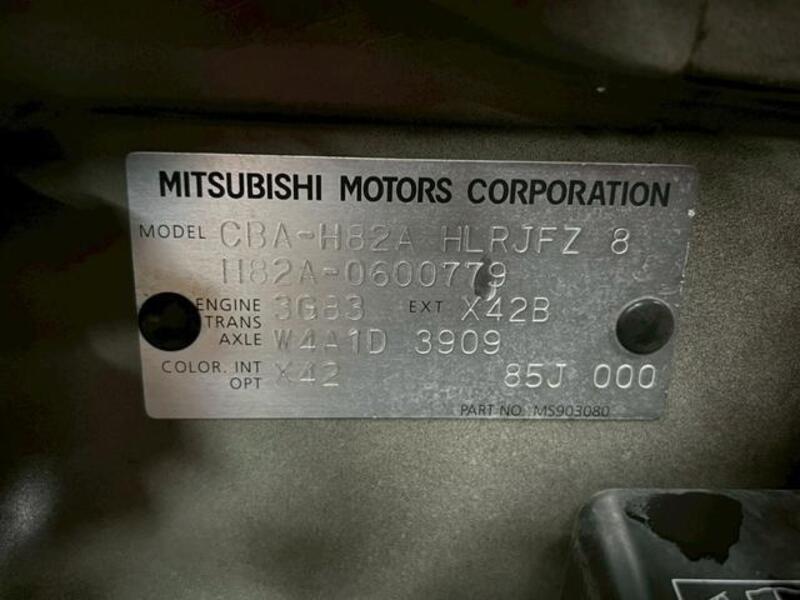 MITSUBISHI MOTORS CORPORATION
MODEL CBA-H82A HLRJFZ 8
H82A-0600779
ENGINE 3G83 EXT X42B
TRANS
AXLE W4A1D 3909
COLOR. INT X42 85J 000
OPT
PART NO. MS903080